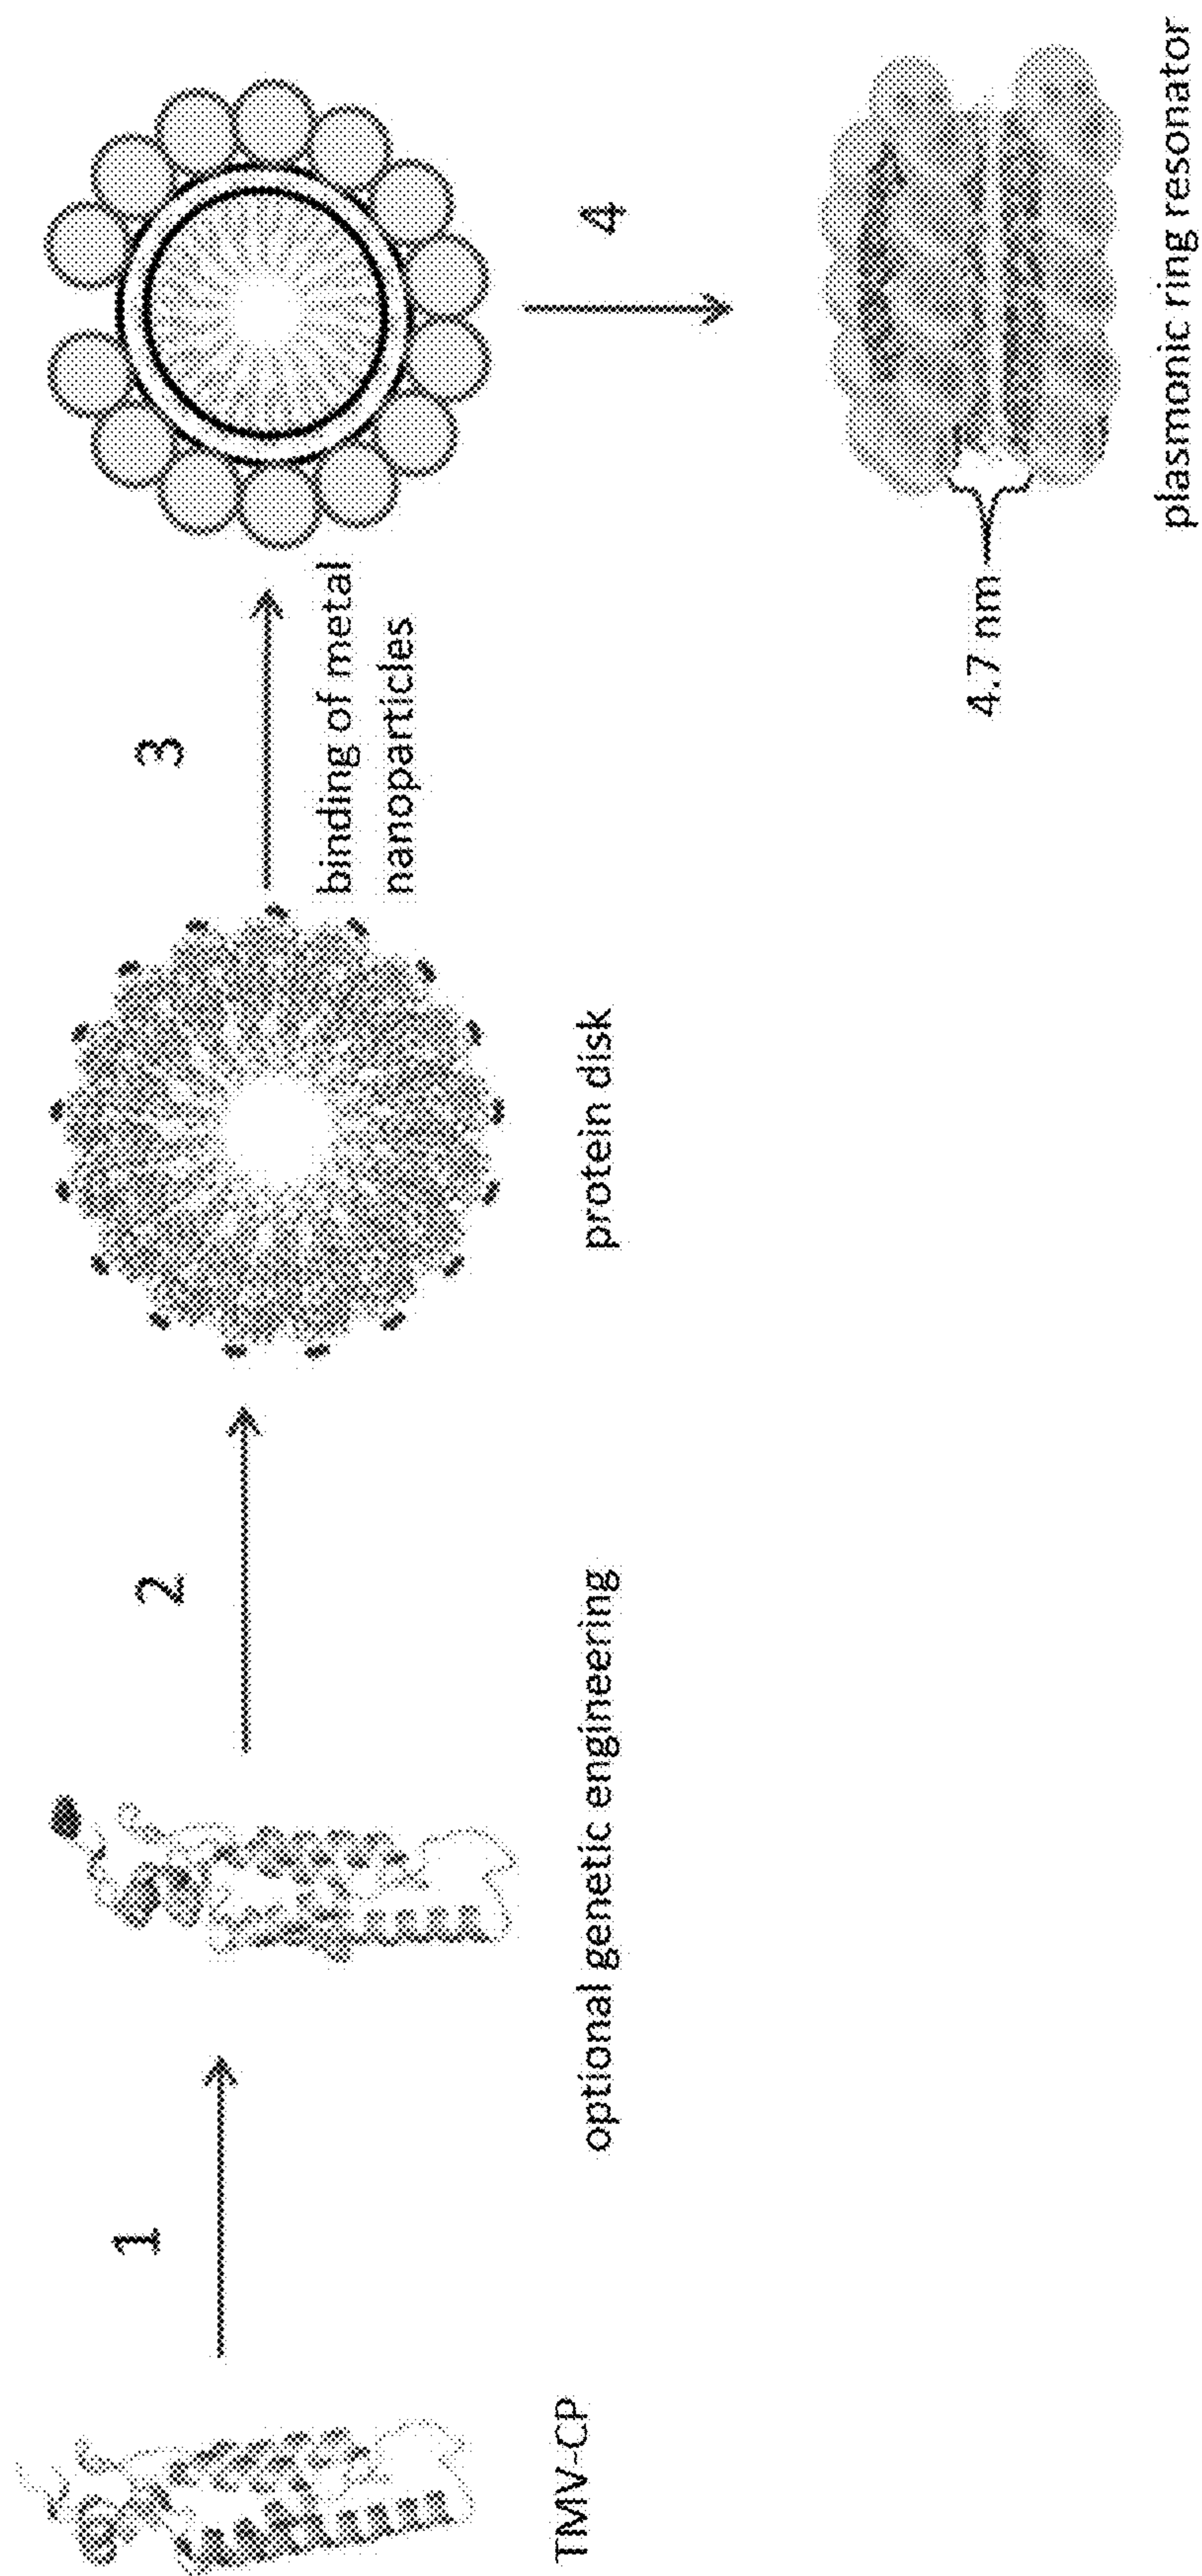 1
2
3
binding of metal
nanoparticles
TMV-CP
optional genetic engineering
protein disk
4
4.7 nm
plasmonic ring resonator